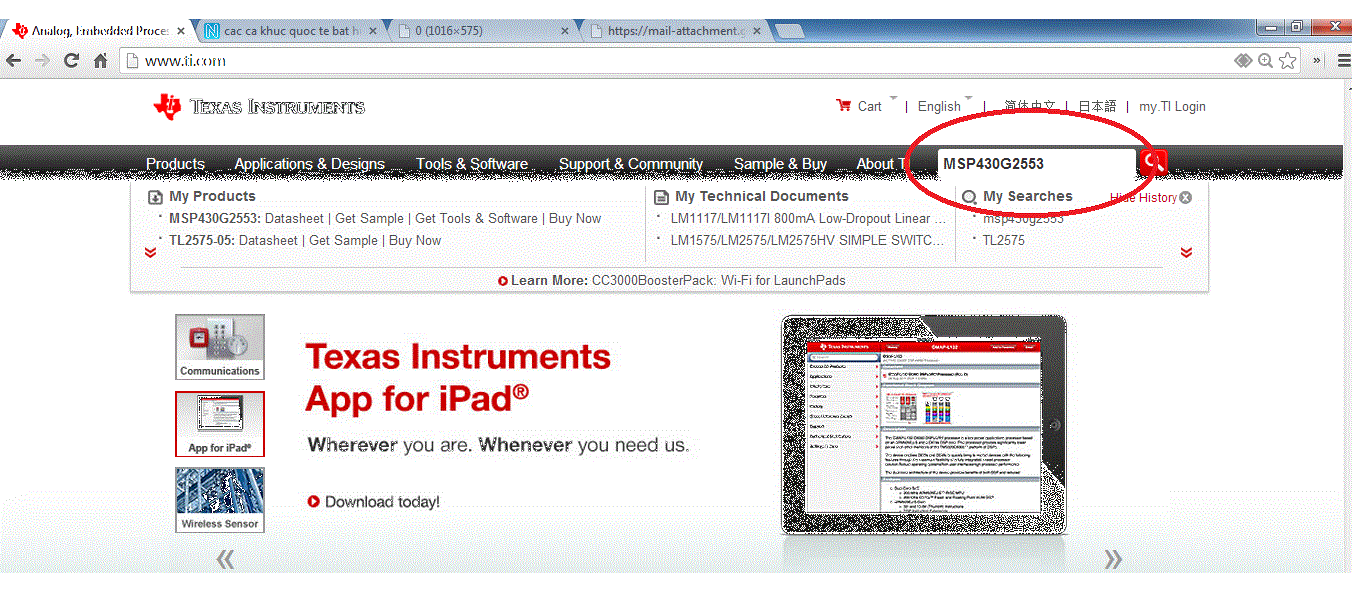 Analog, Embedded Proces
cac ca khuc quoc te bat h
0 (1016×575)
https://mail-attachment.g
www.ti.com
TEXAS INSTRUMENTS
Cart | English | 简体中文 | 日本語 | my.TI Login
Products Applications & Designs Tools & Software Support & Community Sample & Buy About T
MSP430G2553
My Products
MSP430G2553: Datasheet | Get Sample | Get Tools & Software | Buy Now
TL2575-05: Datasheet | Get Sample | Buy Now
My Technical Documents
LM1117/LM1117I 800mA Low-Dropout Linear ...
LM1575/LM2575/LM2575HV SIMPLE SWITC...
My Searches
Hide History
msp430g2553
TL2575
Learn More: CC3000BoosterPack: Wi-Fi for LaunchPads
Communications
App for iPad®
Wireless Sensor
Texas Instruments
App for iPad®
Wherever you are. Whenever you need us.
Download today!
TEXAS INSTRUMENTS
OMAP-L132